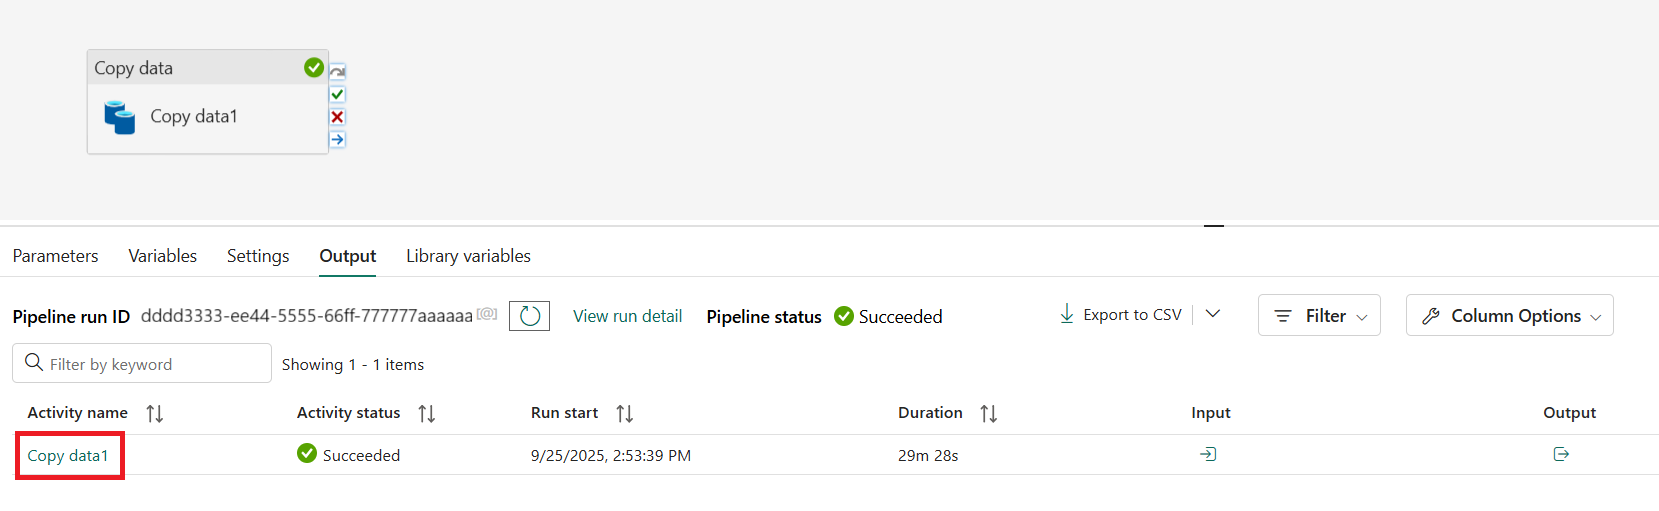 Copy data
Copy data1
Parameters Variables Settings Output Library variables
Pipeline run ID dddd3333-ee44-5555-66ff-777777aaaaaa [@] View run detail Pipeline status Succeeded Export to CSV Filter Column Options
Filter by keyword Showing 1 - 1 items
Activity name Activity status Run start Duration Input Output
Copy data1 Succeeded 9/25/2025, 2:53:39 PM 29m 28s